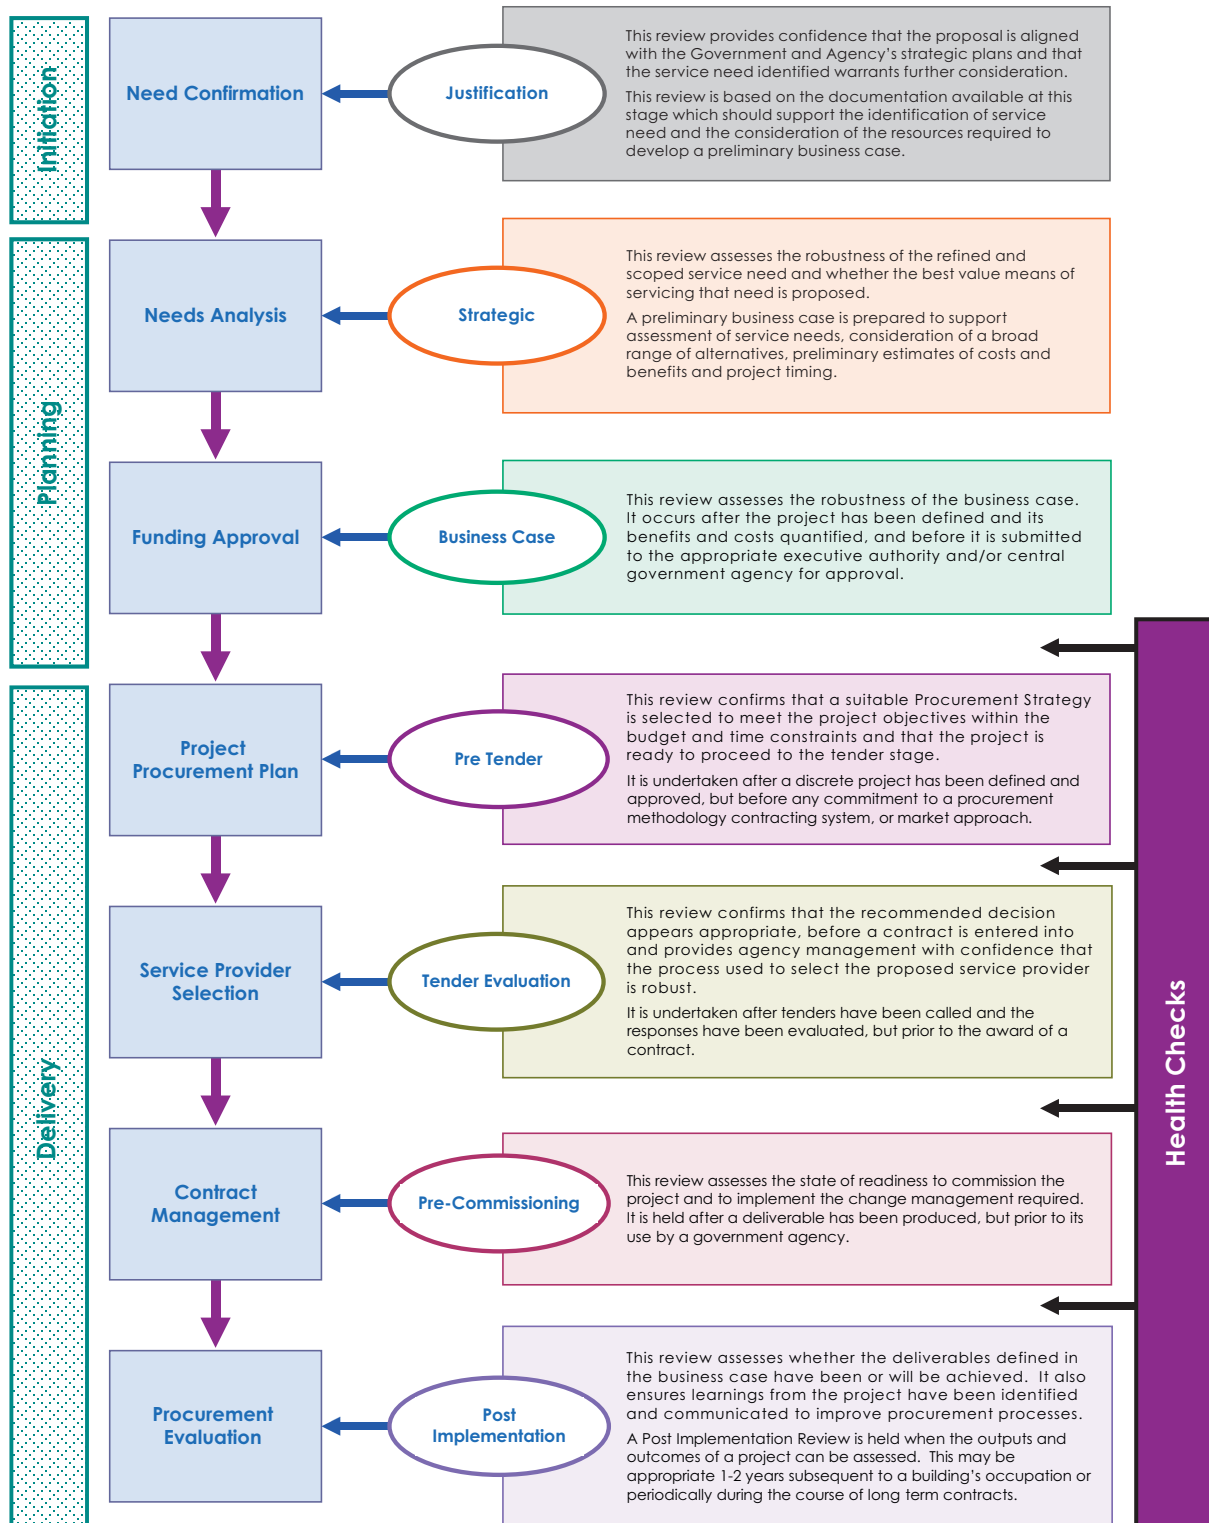 Initiation
Need Confirmation
Justification
This review provides confidence that the proposal is aligned
with the Government and Agency's strategic plans and that
the service need identified warrants further consideration.
This review is based on the documentation available at this
stage which should support the identification of service
need and the consideration of the resources required to
develop a preliminary business case.
Planning
Needs Analysis
Strategic
This review assesses the robustness of the refined and
scoped service need and whether the best value means of
servicing that need is proposed.
A preliminary business case is prepared to support
assessment of service needs, consideration of a broad
range of alternatives, preliminary estimates of costs and
benefits and project timing.
Funding Approval
Business Case
This review assesses the robustness of the business case.
It occurs after the project has been defined and its
benefits and costs quantified, and before it is submitted
to the appropriate executive authority and/or central
government agency for approval.
Delivery
Project
Procurement Plan
Pre Tender
This review confirms that a suitable Procurement Strategy
is selected to meet the project objectives within the
budget and time constraints and that the project is
ready to proceed to the tender stage.
It is undertaken after a discrete project has been defined and
approved, but before any commitment to a procurement
methodology contracting system, or market approach.
Service Provider
Selection
Tender Evaluation
This review confirms that the recommended decision
appears appropriate, before a contract is entered into
and provides agency management with confidence that
the process used to select the proposed service provider
is robust.
It is undertaken after tenders have been called and the
responses have been evaluated, but prior to the award of a
contract.
Contract
Management
Pre-Commissioning
This review assesses the state of readiness to commission the
project and to implement the change management required.
It is held after a deliverable has been produced, but prior to its
use by a government agency.
Procurement
Evaluation
Post
Implementation
This review assesses whether the deliverables defined in
the business case have been or will be achieved.  It also
ensures learnings from the project have been identified
and communicated to improve procurement processes.
A Post Implementation Review is held when the outputs and
outcomes of a project can be assessed.  This may be
appropriate 1-2 years subsequent to a building's occupation or
periodically during the course of long term contracts.
Health Checks